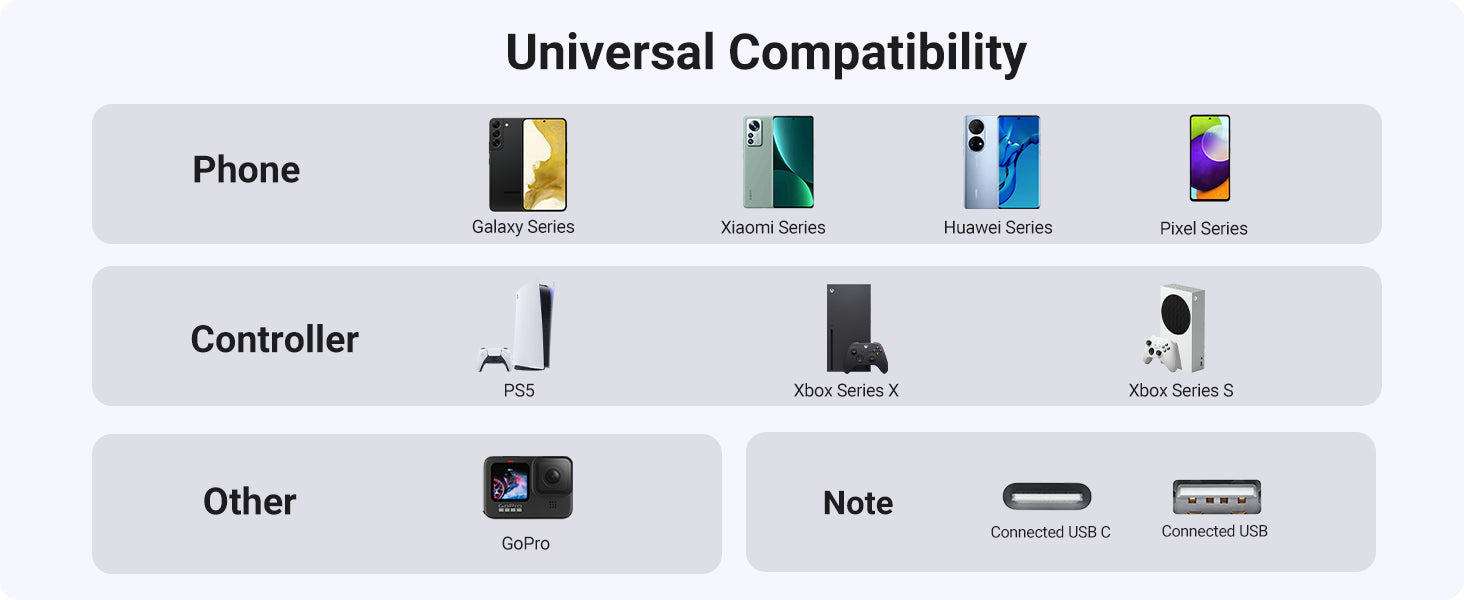 Universal Compatibility
Phone
Galaxy Series
Xiaomi Series
Huawei Series
Pixel Series
Controller
PS5
Xbox Series X
Xbox Series S
Other
GoPro
GoPro
Note
Connected USB C
Connected USB